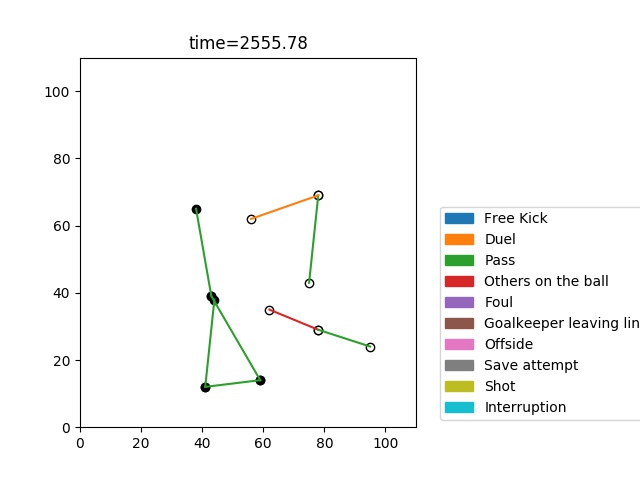 time=2555.78
100
80
60
40
20
0
0 20 40 60 80 100
Free Kick
Duel
Pass
Others on the ball
Foul
Goalkeeper leaving lin
Offside
Save attempt
Shot
Interruption